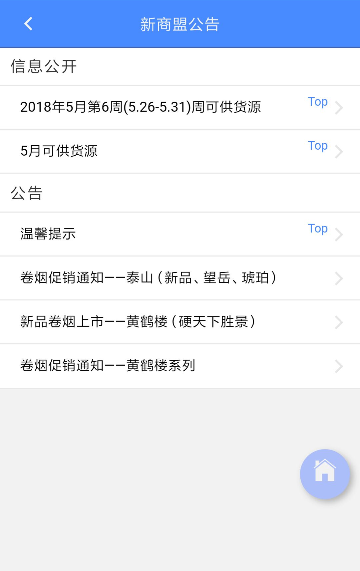 新商盟公告
信息公开
2018年5月第6周(5.26-5.31)周可供货源
Top
5月可供货源
Top
公告
温馨提示
Top
卷烟促销通知——泰山（新品、望岳、琥珀）
新品卷烟上市——黄鹤楼（硬天下胜景）
卷烟促销通知——黄鹤楼系列